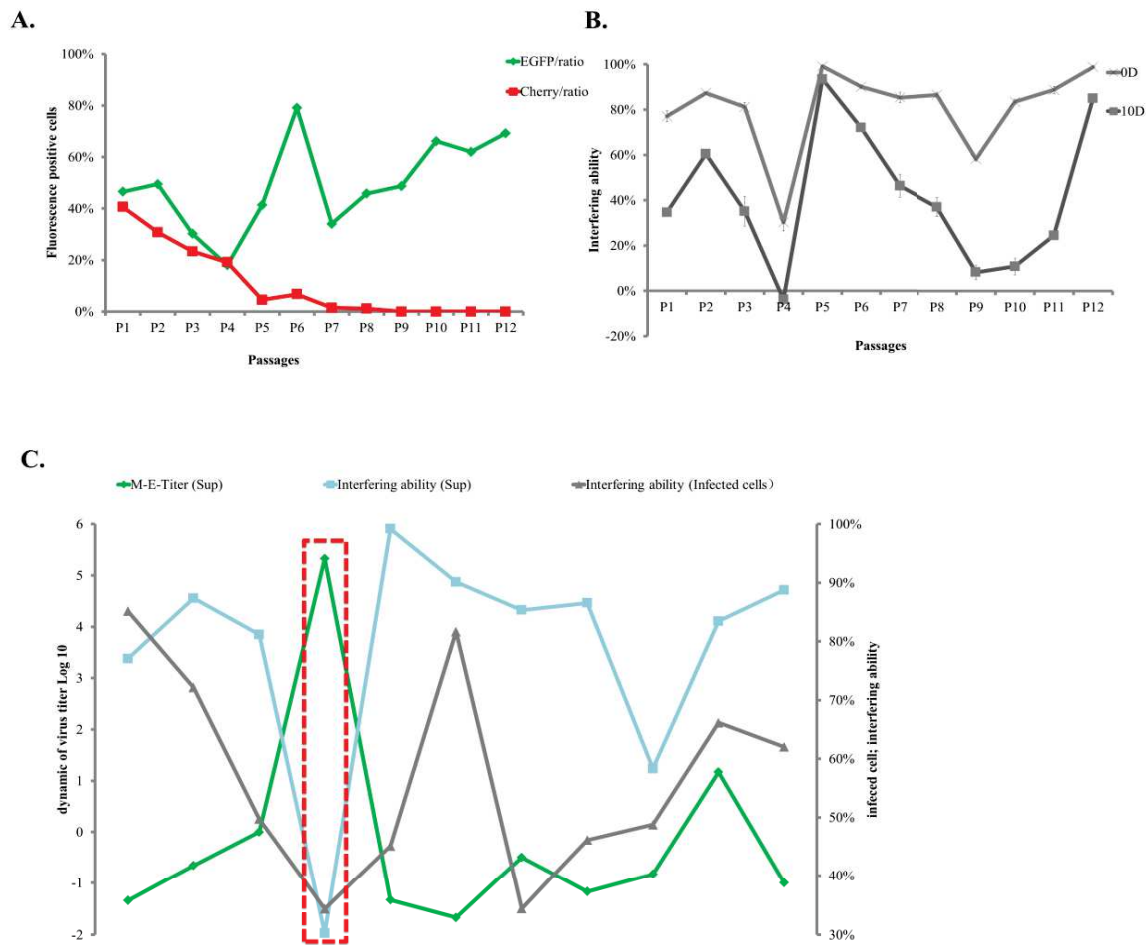 A.
100%
80%
60%
40%
20%
0%
Fluorescence positive cells
EGFP/ratio
Cherry/ratio
P1 P2 P3 P4 P5 P6 P7 P8 P9 P10 P11 P12
Passages
B.
100%
80%
60%
40%
20%
0%
-20%
Interfering ability
0D
10D
P1 P2 P3 P4 P5 P6 P7 P8 P9 P10 P11 P12
Passages
C.
M-E-Titer (Sup)
Interfering ability (Sup)
Interfering ability (Infected cells)
6
5
4
3
2
1
0
-1
-2
dynamic of virus titer Log 10
100%
90%
80%
70%
60%
50%
40%
30%
infeced cell; interfering ability